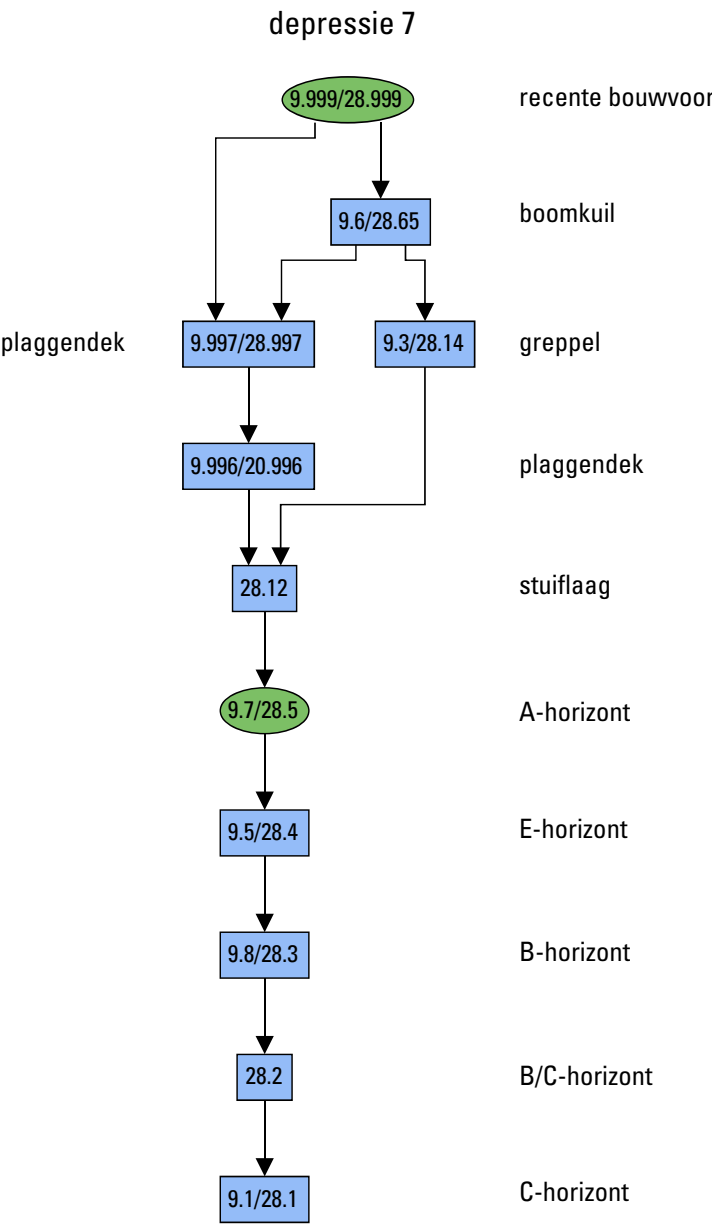 depressie 7
9.999/28.999 recente bouwvoor
9.6/28.65 boomkuil
plaggendek 9.997/28.997 9.3/28.14 greppel
9.996/20.996 plaggendek
28.12 stuiflaag
9.7/28.5 A-horizont
9.5/28.4 E-horizont
9.8/28.3 B-horizont
28.2 B/C-horizont
9.1/28.1 C-horizont